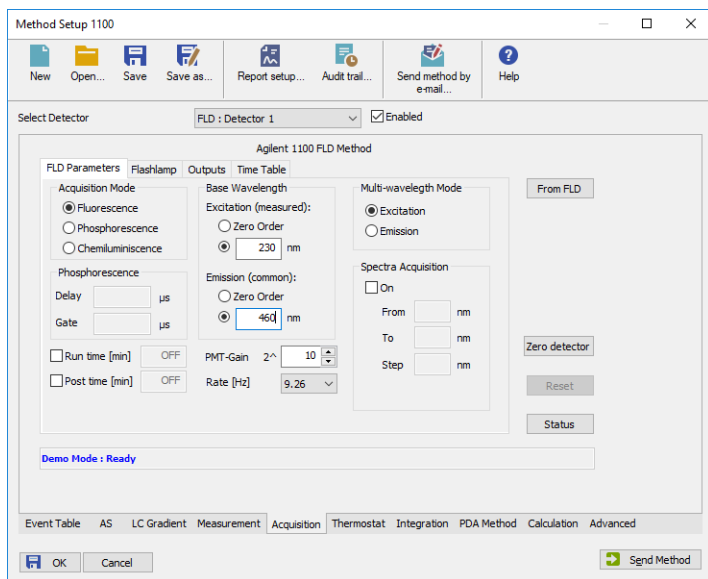 Method Setup 1100
New Open... Save Save as... Report setup... Audit trail... Send method by e-mail... Help
Select Detector FLD : Detector 1 Enabled
Agilent 1100 FLD Method
FLD Parameters Flashlamp Outputs Time Table
Acquisition Mode
Fluorescence
Phosphorescence
Chemiluminiscence
Phosphorescence
Delay µs
Gate µs
Run time [min] OFF
Post time [min] OFF
Base Wavelength
Excitation (measured):
Zero Order
230 nm
Emission (common):
Zero Order
460 nm
PMT-Gain 2^ 10
Rate [Hz] 9.26
Multi-wavelegth Mode
Excitation
Emission
Spectra Acquisition
On
From nm
To nm
Step nm
From FLD
Zero detector
Reset
Status
Demo Mode : Ready
Event Table AS LC Gradient Measurement Acquisition Thermostat Integration PDA Method Calculation Advanced
OK Cancel Send Method